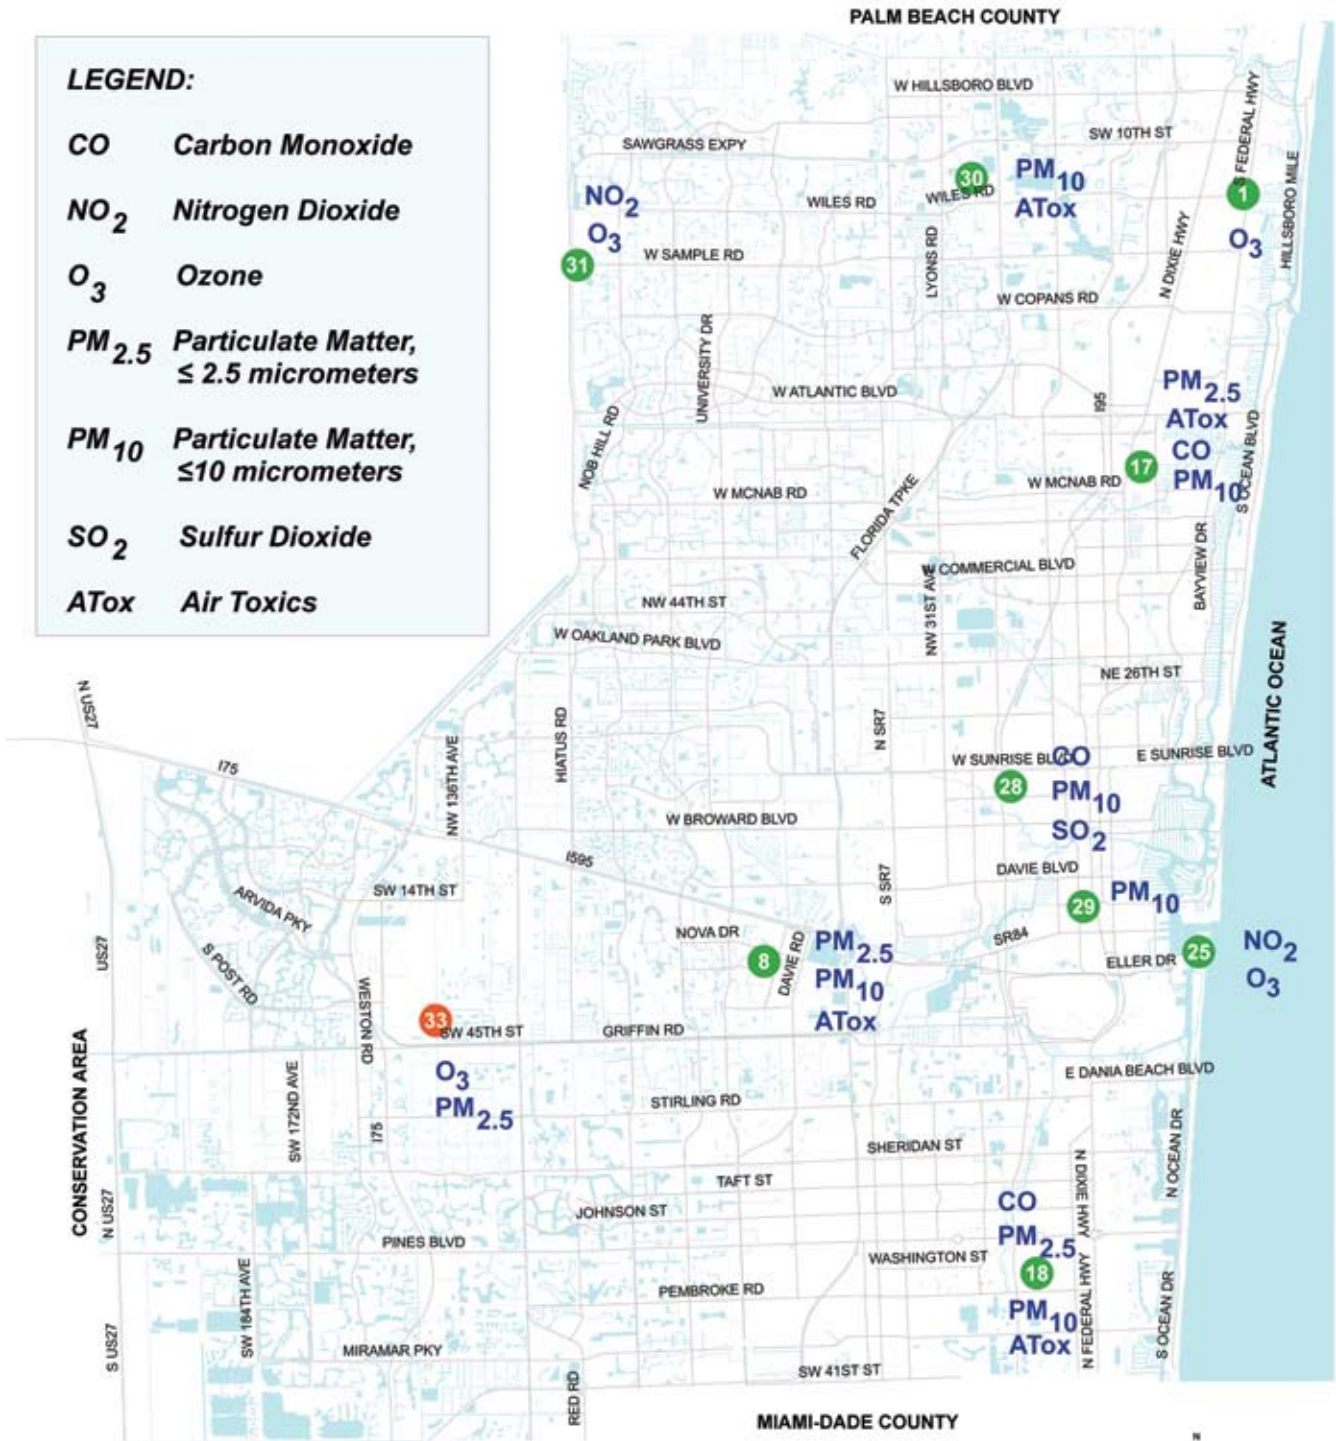 PALM BEACH COUNTY
LEGEND:
CO Carbon Monoxide
NO2 Nitrogen Dioxide
O3 Ozone
PM2.5 Particulate Matter,
≤ 2.5 micrometers
PM10 Particulate Matter,
≤10 micrometers
SO2 Sulfur Dioxide
ATox Air Toxics
W HILLSBORO BLVD
S FEDERAL HWY
SW 10TH ST
SAWGRASS EXPY
HILLSBORO MILE
30
PM10
ATox
1
O3
NO2
O3
31
WILES RD
WILES RD
W SAMPLE RD
LYONS RD
N DIXIE HWY
W COPANS RD
UNIVERSITY DR
W ATLANTIC BLVD
I95
PM2.5
ATox
CO
PM10
17
S OCEAN BLVD
NOB HILL RD
W MCNAB RD
W MCNAB RD
FLORIDA TPKE
BAYVIEW DR
W COMMERCIAL BLVD
NW 31ST AVE
NW 44TH ST
W OAKLAND PARK BLVD
NE 26TH ST
ATLANTIC OCEAN
N US27
I75
NW 136TH AVE
HIATUS RD
N SR7
W SUNRISE BLVD
E SUNRISE BLVD
28
CO
PM10
SO2
W BROWARD BLVD
I595
S SR7
DAVIE BLVD
SW 14TH ST
ARVIDA PKY
29
PM10
NOVA DR
DAVIE RD
8
PM2.5
PM10
ATox
SR84
ELLER DR
25
NO2
O3
US27
S POST RD
WESTON RD
33
SW 45TH ST
GRIFFIN RD
O3
PM2.5
E DANIA BEACH BLVD
CONSERVATION AREA
SW 172ND AVE
I75
STIRLING RD
SHERIDAN ST
N OCEAN DR
TAFT ST
N US27
JOHNSON ST
N DIXIE HWY
CO
PM2.5
18
PM10
ATox
PINES BLVD
WASHINGTON ST
PEMBROKE RD
SW 184TH AVE
N FEDERAL HWY
S OCEAN DR
S US27
MIRAMAR PKY
SW 41ST ST
RED RD
MIAMI-DADE COUNTY
N